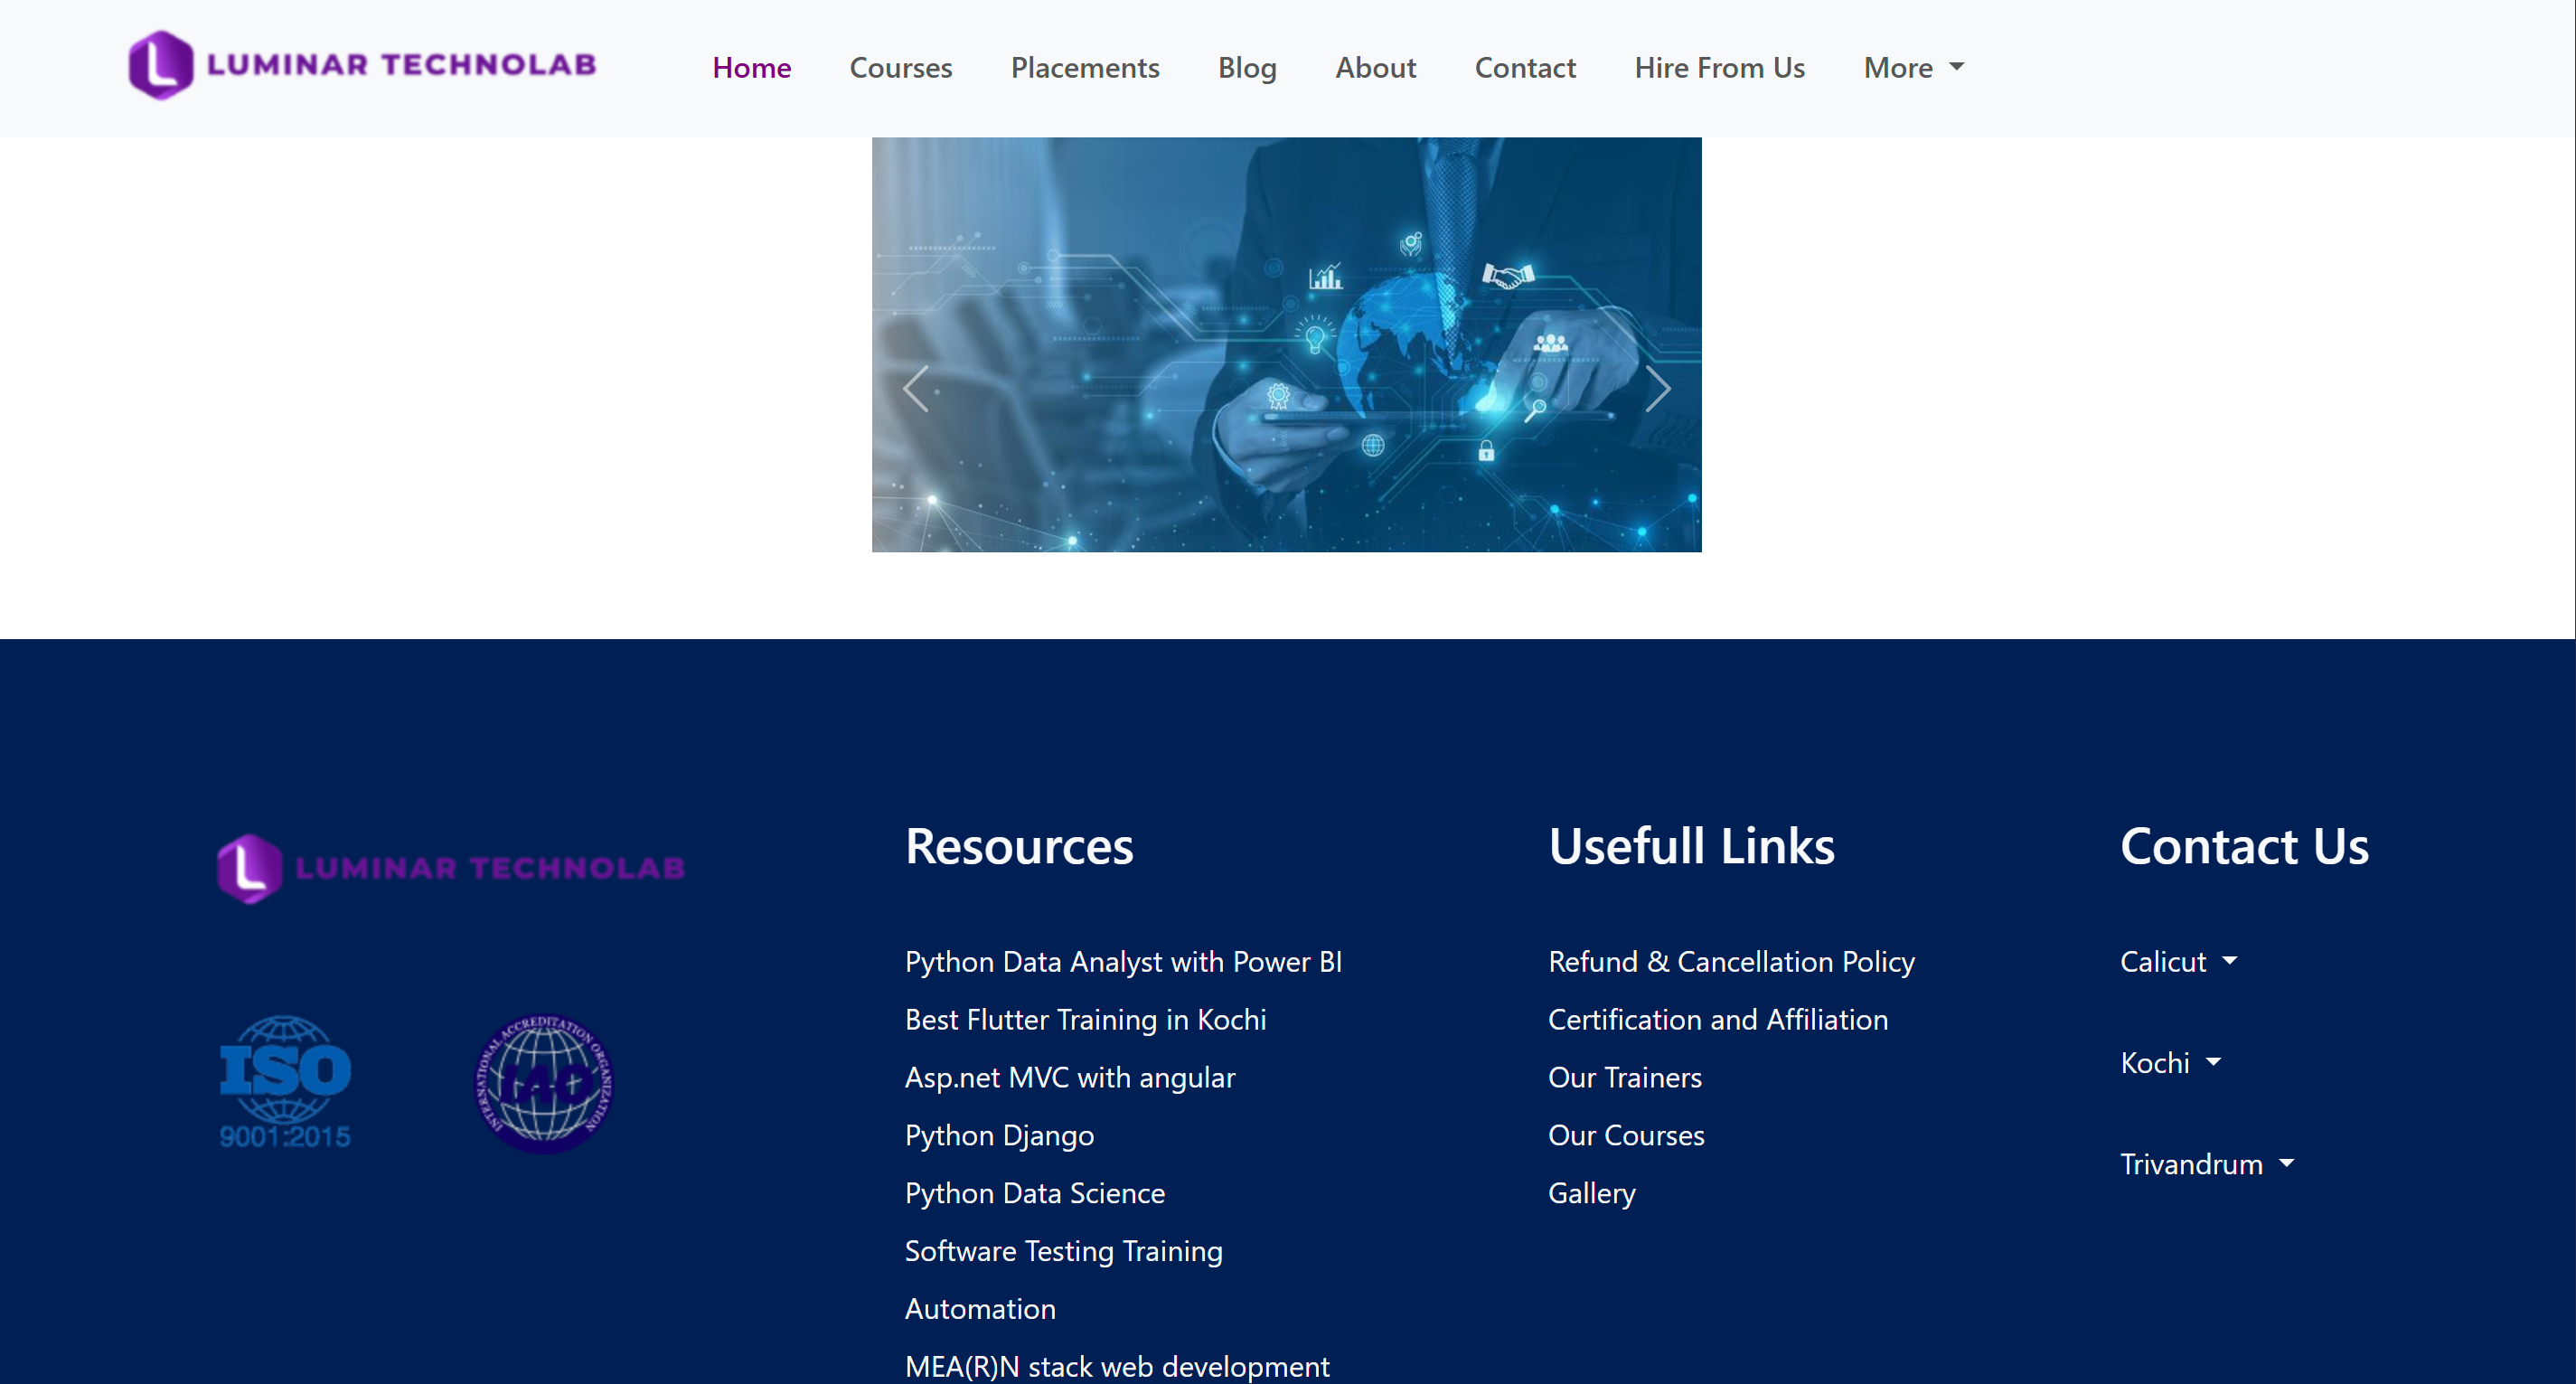 LUMINAR TECHNOLAB
Home
Courses
Placements
Blog
About
Contact
Hire From Us
More
LUMINAR TECHNOLAB
ISO
9001:2015
INTERNATIONAL ACCREDITATION ORGANIZATION
IAO
Resources
Python Data Analyst with Power BI
Best Flutter Training in Kochi
Asp.net MVC with angular
Python Django
Python Data Science
Software Testing Training
Automation
MEA(R)N stack web development
Usefull Links
Refund & Cancellation Policy
Certification and Affiliation
Our Trainers
Our Courses
Gallery
Contact Us
Calicut
Kochi
Trivandrum